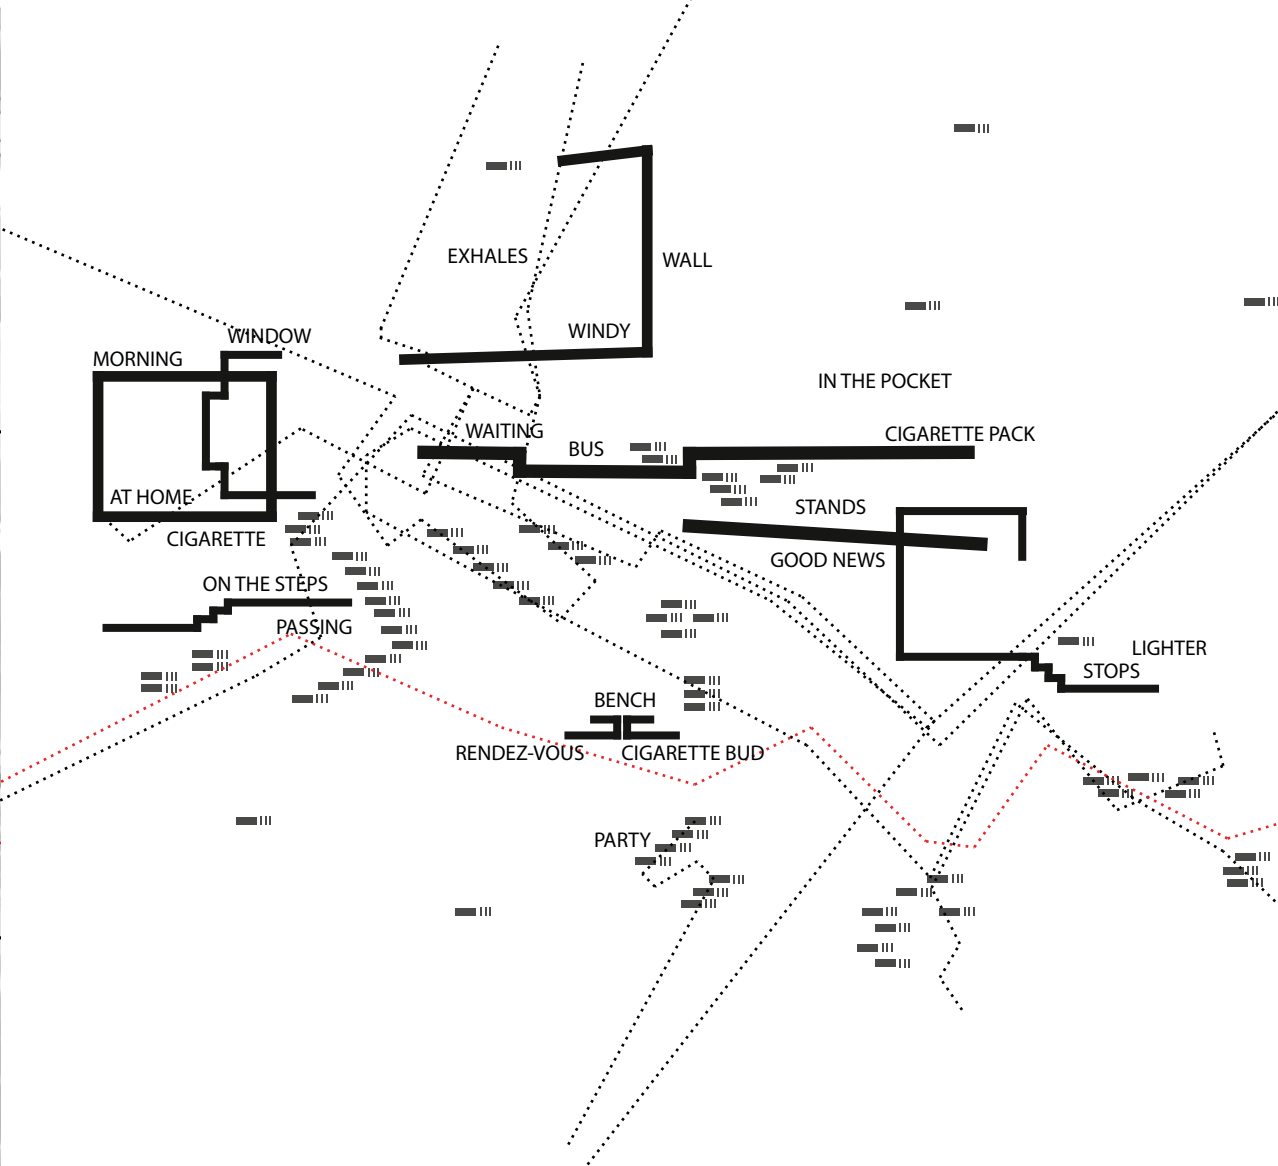 EXHALES
WALL
WINDY
WINDOW
MORNING
IN THE POCKET
WAITING
BUS
CIGARETTE PACK
AT HOME
STANDS
CIGARETTE
GOOD NEWS
ON THE STEPS
PASSING
LIGHTER
STOPS
BENCH
RENDEZ-VOUS
CIGARETTE BUD
PARTY